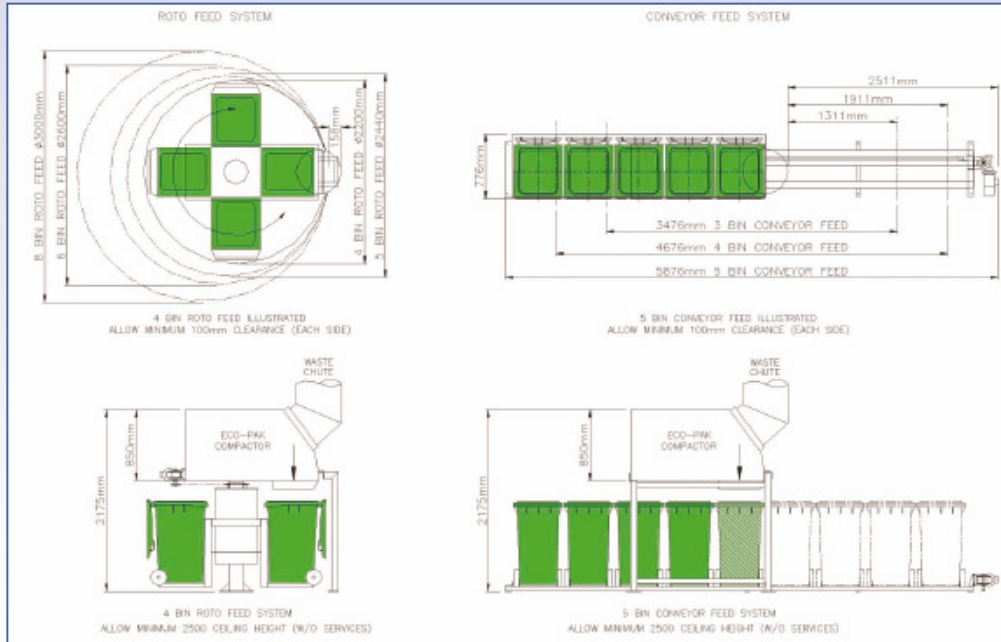 ROTO FEED SYSTEM
8 BIN ROTO FEED ø3000mm
6 BIN ROTO FEED ø2600mm
158mm
4 BIN ROTO FEED ø2200mm
5 BIN ROTO FEED ø2440mm
4 BIN ROTO FEED ILLUSTRATED
ALLOW MINIMUM 100mm CLEARANCE (EACH SIDE)
CONVEYOR FEED SYSTEM
2511mm
1911mm
1311mm
776mm
3476mm 3 BIN CONVEYOR FEED
4676mm 4 BIN CONVEYOR FEED
5876mm 5 BIN CONVEYOR FEED
5 BIN CONVEYOR FEED ILLUSTRATED
ALLOW MINIMUM 100mm CLEARANCE (EACH SIDE)
WASTE
CHUTE
ECO-PAK
COMPACTOR
850mm
2175mm
4 BIN ROTO FEED SYSTEM
ALLOW MINIMUM 2500 CEILING HEIGHT (W/O SERVICES)
WASTE
CHUTE
ECO-PAK
COMPACTOR
850mm
2175mm
5 BIN CONVEYOR FEED SYSTEM
ALLOW MINIMUM 2500 CEILING HEIGHT (W/O SERVICES)